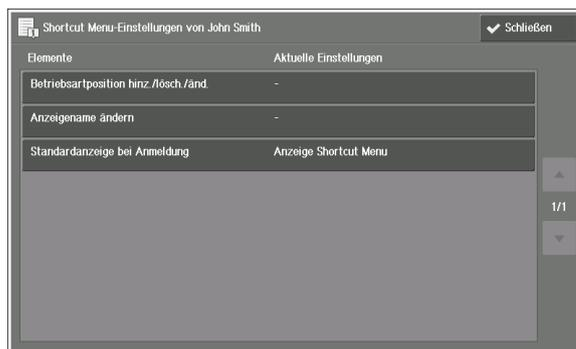 Shortcut Menu-Einstellungen von John Smith
Schließen
Elemente Aktuelle Einstellungen
Betriebsartposition hinz./lösch./änd. -
Anzeigename ändern -
Standardanzeige bei Anmeldung Anzeige Shortcut Menu
1/1